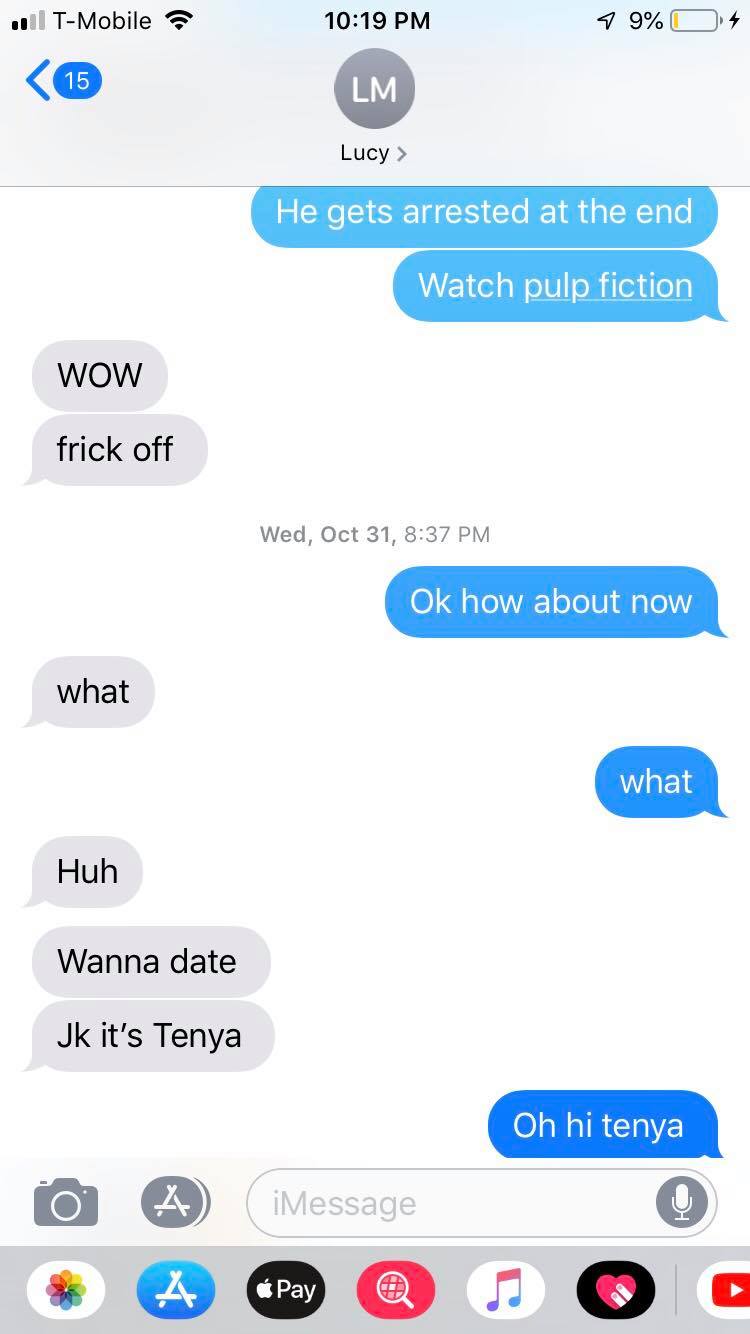 T-Mobile 10:19 PM 9%
15
LM
Lucy
He gets arrested at the end
Watch pulp fiction
WOW
frick off
Wed, Oct 31, 8:37 PM
Ok how about now
what
what
Huh
Wanna date
Jk it's Tenya
Oh hi tenya
iMessage
Pay